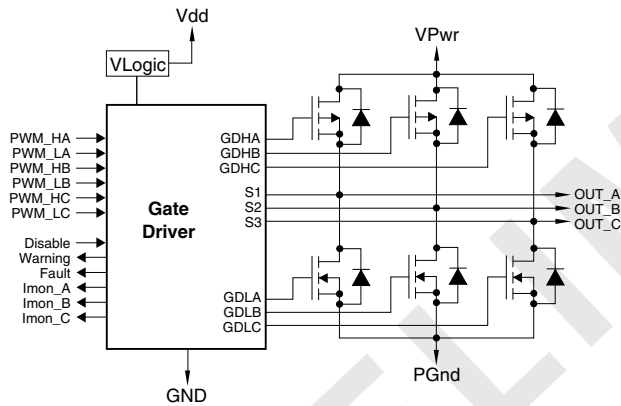 Vdd
VPwr
VLogic
PWM_HA
PWM_LA
PWM_HB
PWM_LB
PWM_HC
PWM_LC
Disable
Warning
Fault
Imon_A
Imon_B
Imon_C
Gate
Driver
GDHA
GDHB
GDHC
S1
S2
S3
GDLA
GDLB
GDLC
OUT_A
OUT_B
OUT_C
GND
PGnd